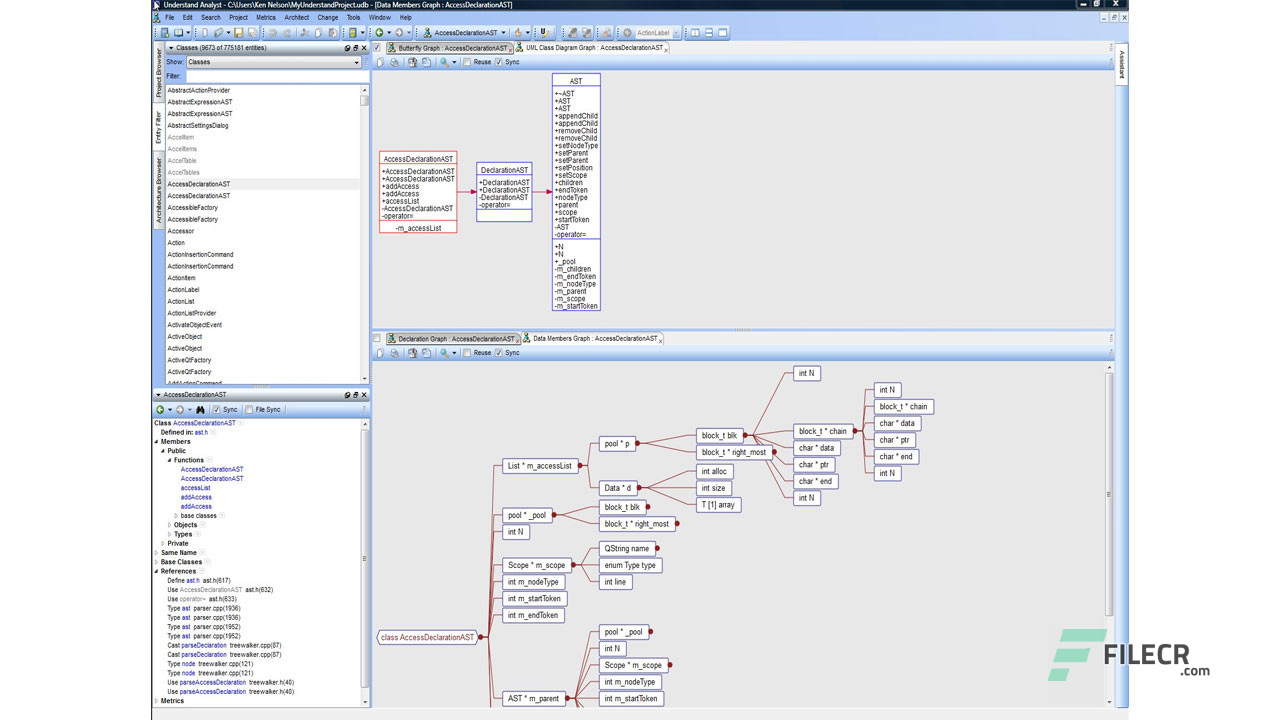 Understand Analyst - C:\Users\Ken Nelson\MyUnderstandProject.udb - [Data Members Graph : AccessDeclarationAST]
File Edit Search Project Metrics Architect Change Tools Window Help
AccessDeclarationAST ActionLabel
Project Browser
Entity Filter
Architecture Browser
Classes (9673 of 775181 entities)
Show: Classes
Filter:
AbstractActionProvider
AbstractExpressionAST
AbstractExpressionAST
AbstractSettingsDialog
AccelItem
AccelItems
AccelTable
AccelTables
AccessDeclarationAST
AccessDeclarationAST
AccessibleFactory
AccessibleFactory
Accessor
Action
ActionInsertionCommand
ActionInsertionCommand
ActionItem
ActionLabel
ActionList
ActionListProvider
ActivateObjectEvent
ActiveObject
ActiveObject
ActiveQtFactory
ActiveQtFactory
AddActionCommand
AccessDeclarationAST
Sync File Sync
Class AccessDeclarationAST
Defined in: ast.h
Members
Public
Functions
AccessDeclarationAST
AccessDeclarationAST
accessList
addAccess
addAccess
base classes
Objects
Types
Private
Same Name
Base Classes
References
Define ast.h ast.h(617)
Use AccessDeclarationAST ast.h(632)
Use operator= ast.h(633)
Type ast parser.cpp(1936)
Type ast parser.cpp(1936)
Type ast parser.cpp(1952)
Type ast parser.cpp(1952)
Cast parseDeclaration treewalker.cpp(87)
Cast parseDeclaration treewalker.cpp(87)
Type node treewalker.cpp(121)
Type node treewalker.cpp(121)
Use parseAccessDeclaration treewalker.h(40)
Use parseAccessDeclaration treewalker.h(40)
Metrics
Butterfly Graph : AccessDeclarationAST UML Class Diagram Graph : AccessDeclarationAST
Reuse Sync
Assistant
AccessDeclarationAST
+AccessDeclarationAST
+AccessDeclarationAST
+addAccess
+addAccess
+accessList
-AccessDeclarationAST
-operator=
-m_accessList
DeclarationAST
+DeclarationAST
+DeclarationAST
-DeclarationAST
-operator=
AST
+~AST
+AST
+AST
+appendChild
+appendChild
+removeChild
+removeChild
+setNodeType
+setParent
+setParent
+setPosition
+setScope
+children
+endToken
+nodeType
+parent
+scope
+startToken
-AST
-operator=
+N
+N
+_pool
-m_children
-m_endToken
-m_nodeType
-m_parent
-m_scope
-m_startToken
Declaration Graph : AccessDeclarationAST Data Members Graph : AccessDeclarationAST
Reuse Sync
class AccessDeclarationAST
List * m_accessList
pool * _pool
int N
Scope * m_scope
int m_nodeType
int m_startToken
int m_endToken
AST * m_parent
pool * p
Data * d
block_t blk
block_t * right_most
QString name
enum Type type
int line
pool * _pool
int N
Scope * m_scope
int m_nodeType
int m_startToken
block_t blk
block_t * right_most
int alloc
int size
T [1] array
int N
block_t * chain
char * data
char * ptr
char * end
int N
int N
block_t * chain
char * data
char * ptr
char * end
int N
FILECR
.com